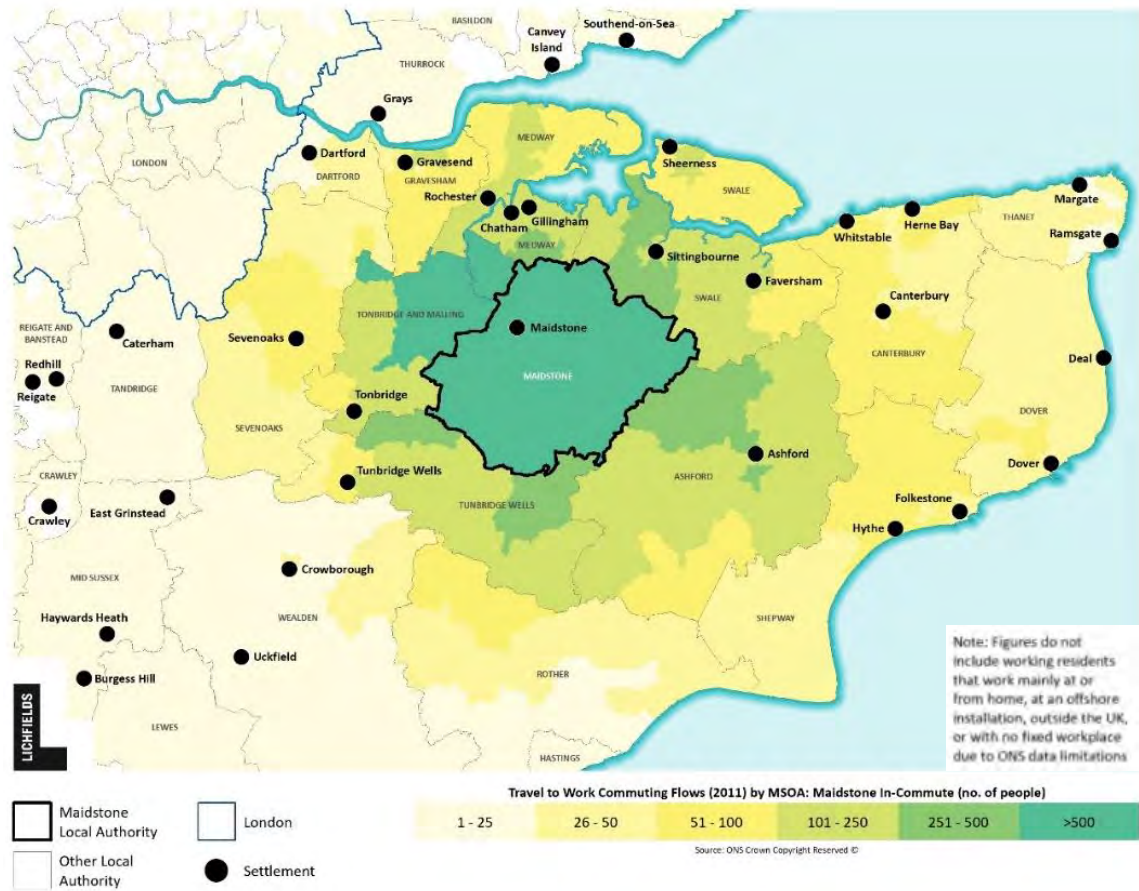 BASILDON
Southend-on-Sea
Canvey
Island
THURROCK
Grays
LONDON
Dartford
DARTFORD
Gravesend
GRAVESHAM
MEDWAY
Sheerness
SWALE
Rochester
Chatham
Gillingham
MEDWAY
Margate
THANET
Ramsgate
Whitstable
Herne Bay
Sittingbourne
SWALE
Faversham
Canterbury
CANTERBURY
TONBRIDGE AND MALLING
Maidstone
MAIDSTONE
REIGATE AND
BANSTEAD
Redhill
Reigate
Caterham
TANDRIDGE
Sevenoaks
SEVENOAKS
Tonbridge
Deal
DOVER
Dover
CRAWLEY
Crawley
East Grinstead
Tunbridge Wells
TUNBRIDGE WELLS
Ashford
ASHFORD
Folkestone
Hythe
MID SUSSEX
Crowborough
WEALDEN
Haywards Heath
Uckfield
Burgess Hill
LEWES
ROTHER
SHEPWAY
HASTINGS
Note: Figures do not
include working residents
that work mainly at or
from home, at an offshore
installation, outside the UK,
or with no fixed workplace
due to ONS data limitations
LICHFIELDS
Maidstone
Local Authority
London
Other Local
Authority
Settlement
Travel to Work Commuting Flows (2011) by MSOA: Maidstone In-Commute (no. of people)
1 - 25 26 - 50 51 - 100 101 - 250 251 - 500 >500
Source: ONS Crown Copyright Reserved ©